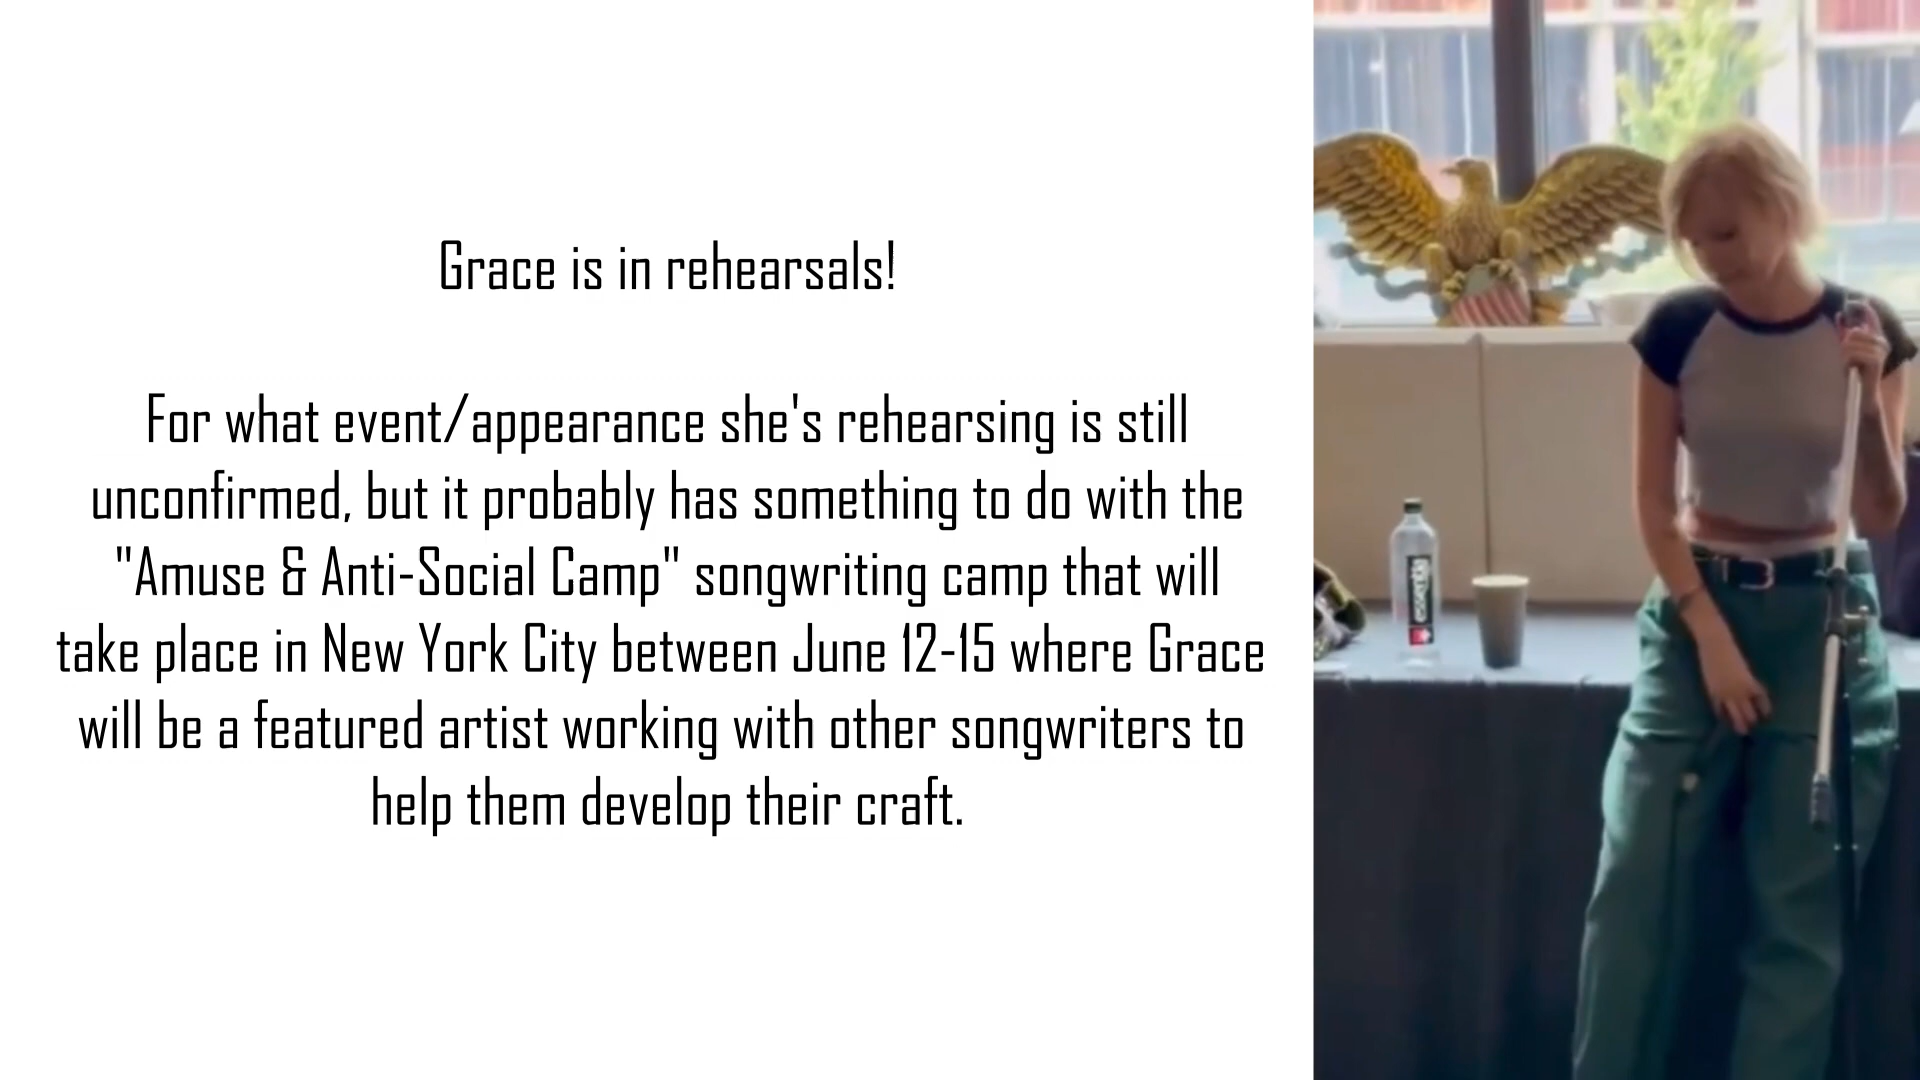 Grace is in rehearsals!
For what event/appearance she's rehearsing is still
unconfirmed, but it probably has something to do with the
"Amuse & Anti-Social Camp" songwriting camp that will
take place in New York City between June 12-15 where Grace
will be a featured artist working with other songwriters to
help them develop their craft.
essentia